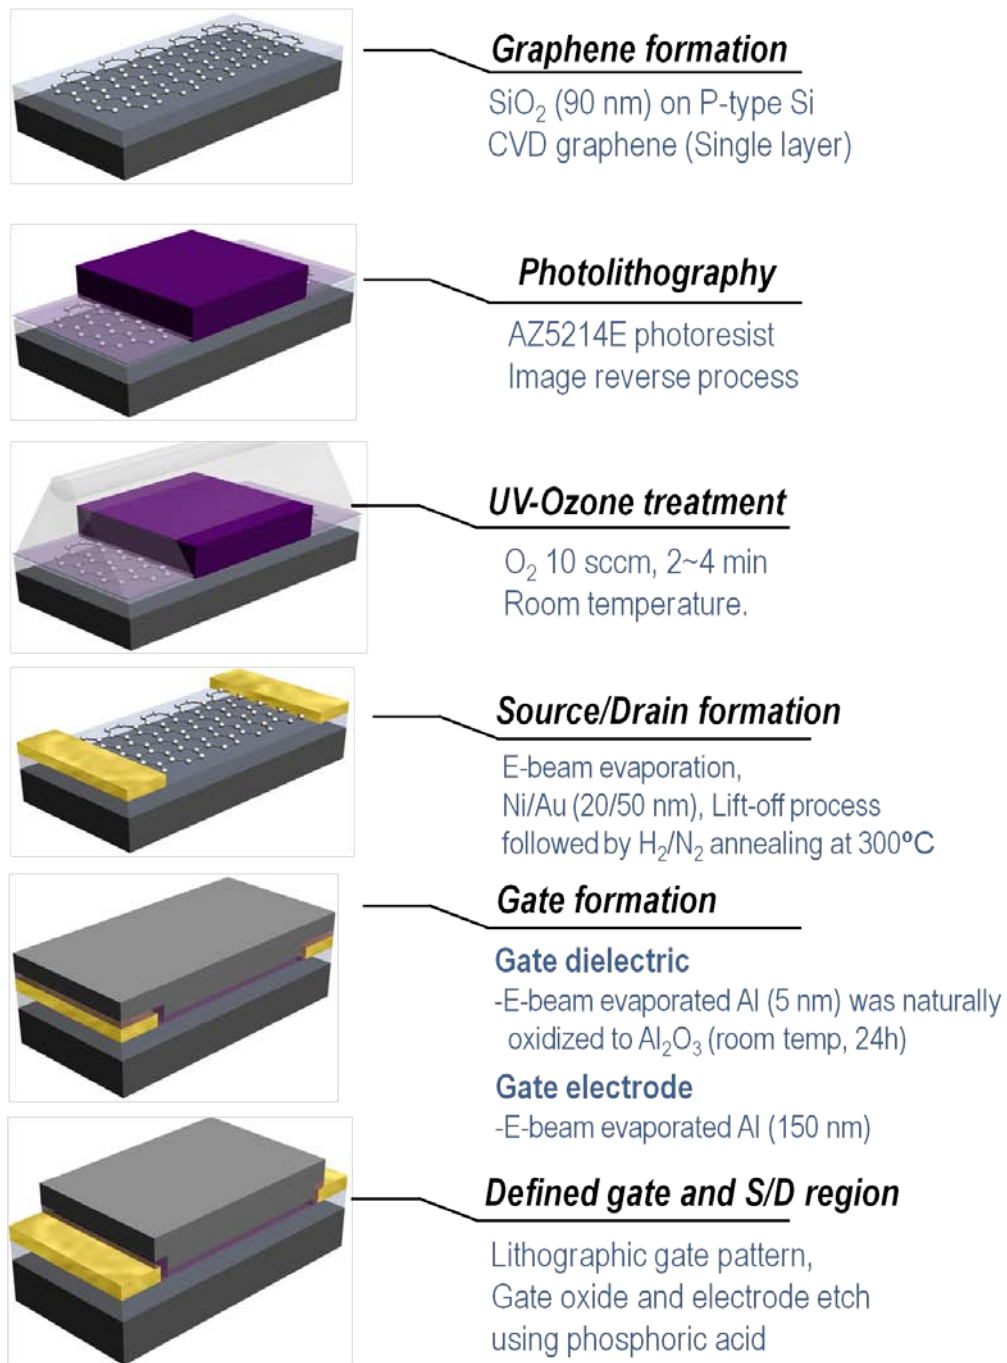 Graphene formation
SiO₂ (90 nm) on P-type Si
CVD graphene (Single layer)
Photolithography
AZ5214E photoresist
Image reverse process
UV-Ozone treatment
O₂ 10 sccm, 2~4 min
Room temperature.
Source/Drain formation
E-beam evaporation,
Ni/Au (20/50 nm), Lift-off process
followed by H₂/N₂ annealing at 300°C
Gate formation
Gate dielectric
-E-beam evaporated Al (5 nm) was naturally
oxidized to Al₂O₃ (room temp, 24h)
Gate electrode
-E-beam evaporated Al (150 nm)
Defined gate and S/D region
Lithographic gate pattern,
Gate oxide and electrode etch
using phosphoric acid